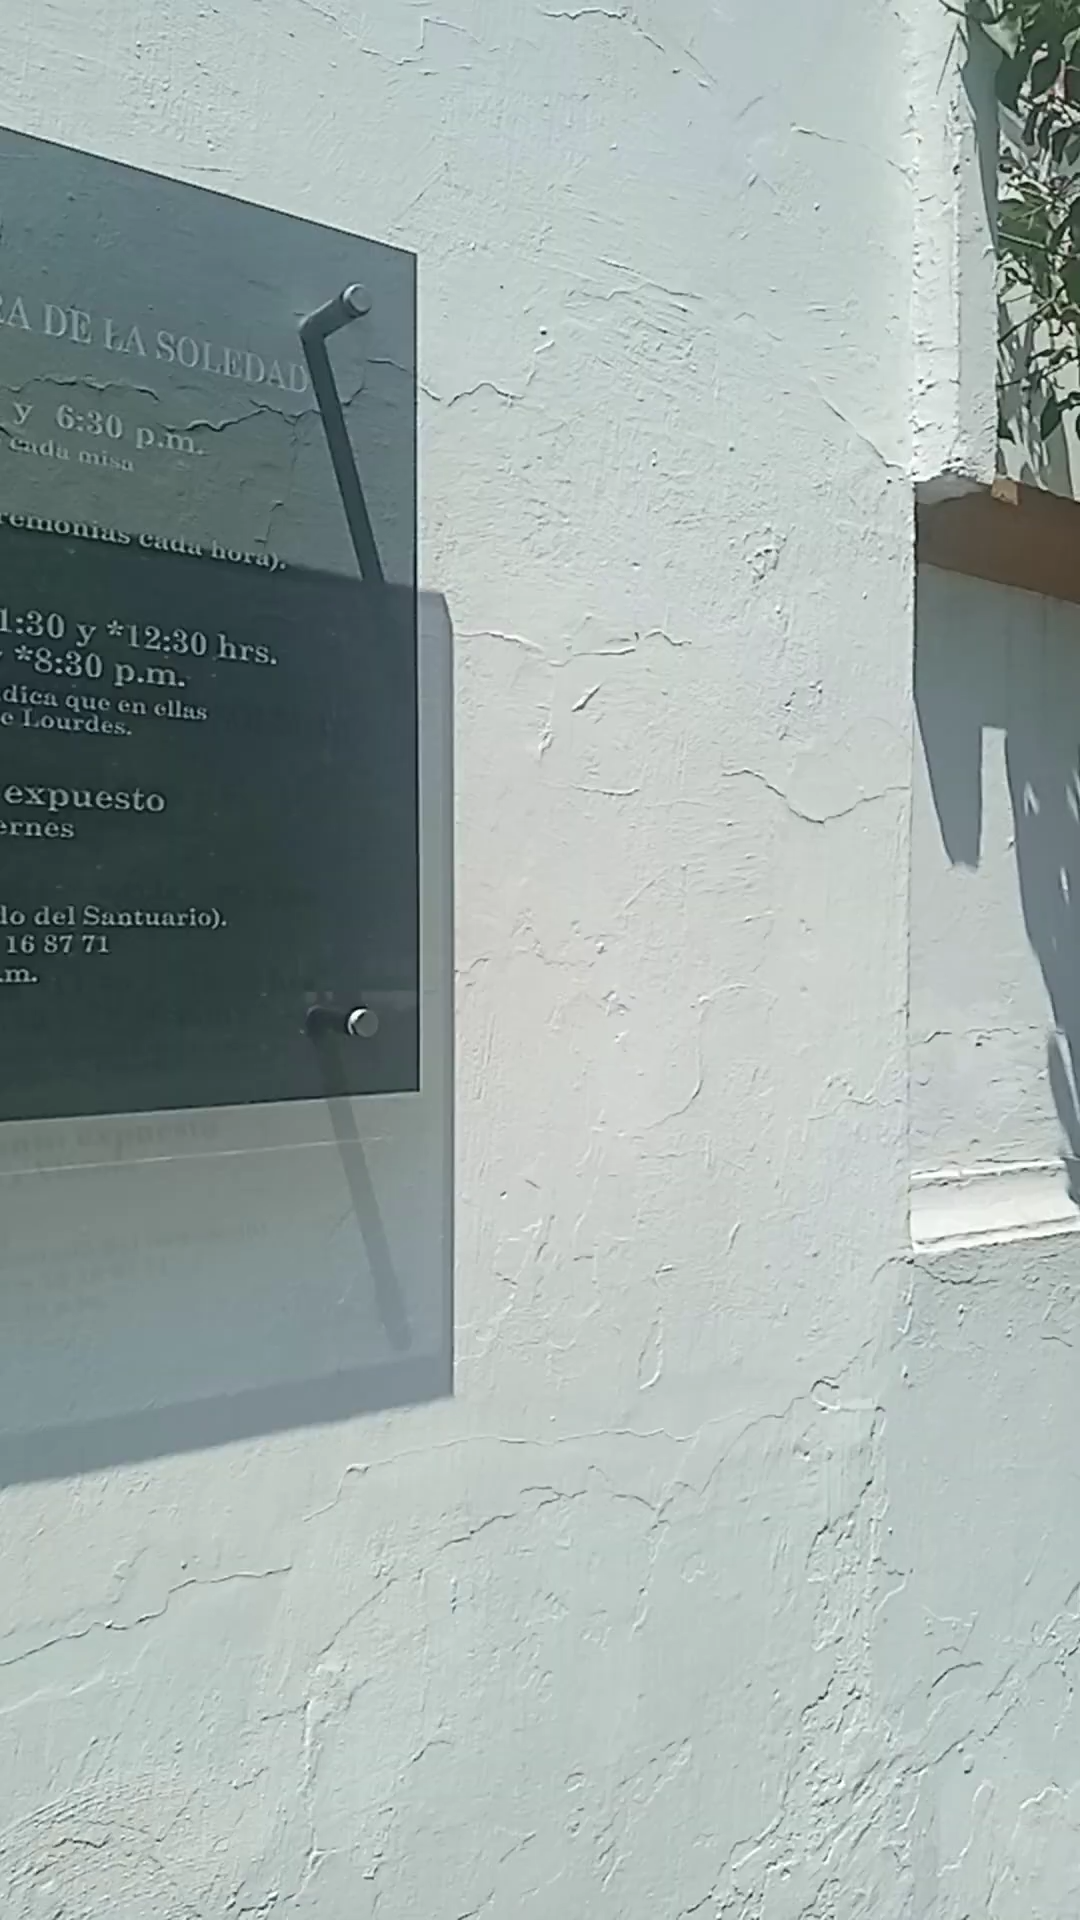 RA DE LA SOLEDAD
y 6:30 p.m.
cada misa
remonias cada hora).
1:30 y *12:30 hrs.
*8:30 p.m.
dica que en ellas
e Lourdes.
expuesto
ernes
do del Santuario).
16 87 71
.m.